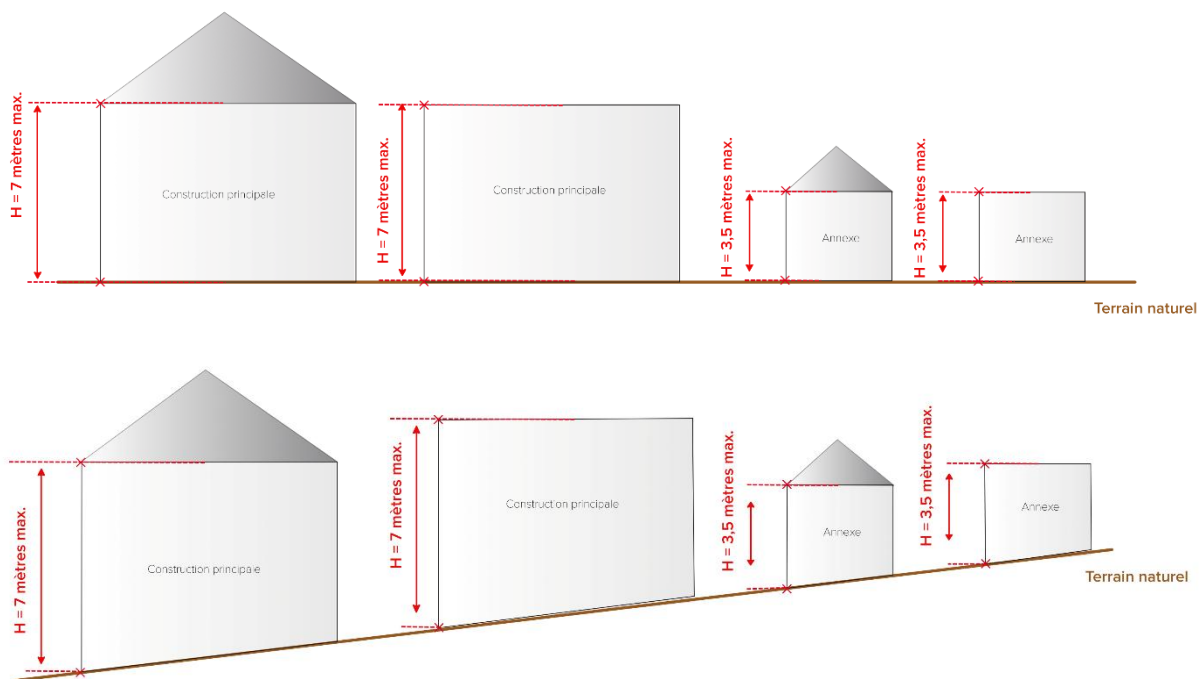 H = 7 mètres max.
Construction principale
H = 7 mètres max.
Construction principale
H = 3,5 mètres max.
Annexe
H = 3,5 mètres max.
Annexe
Terrain naturel
H = 7 mètres max.
Construction principale
H = 7 mètres max.
Construction principale
H = 3,5 mètres max.
Annexe
H = 3,5 mètres max.
Annexe
Terrain naturel